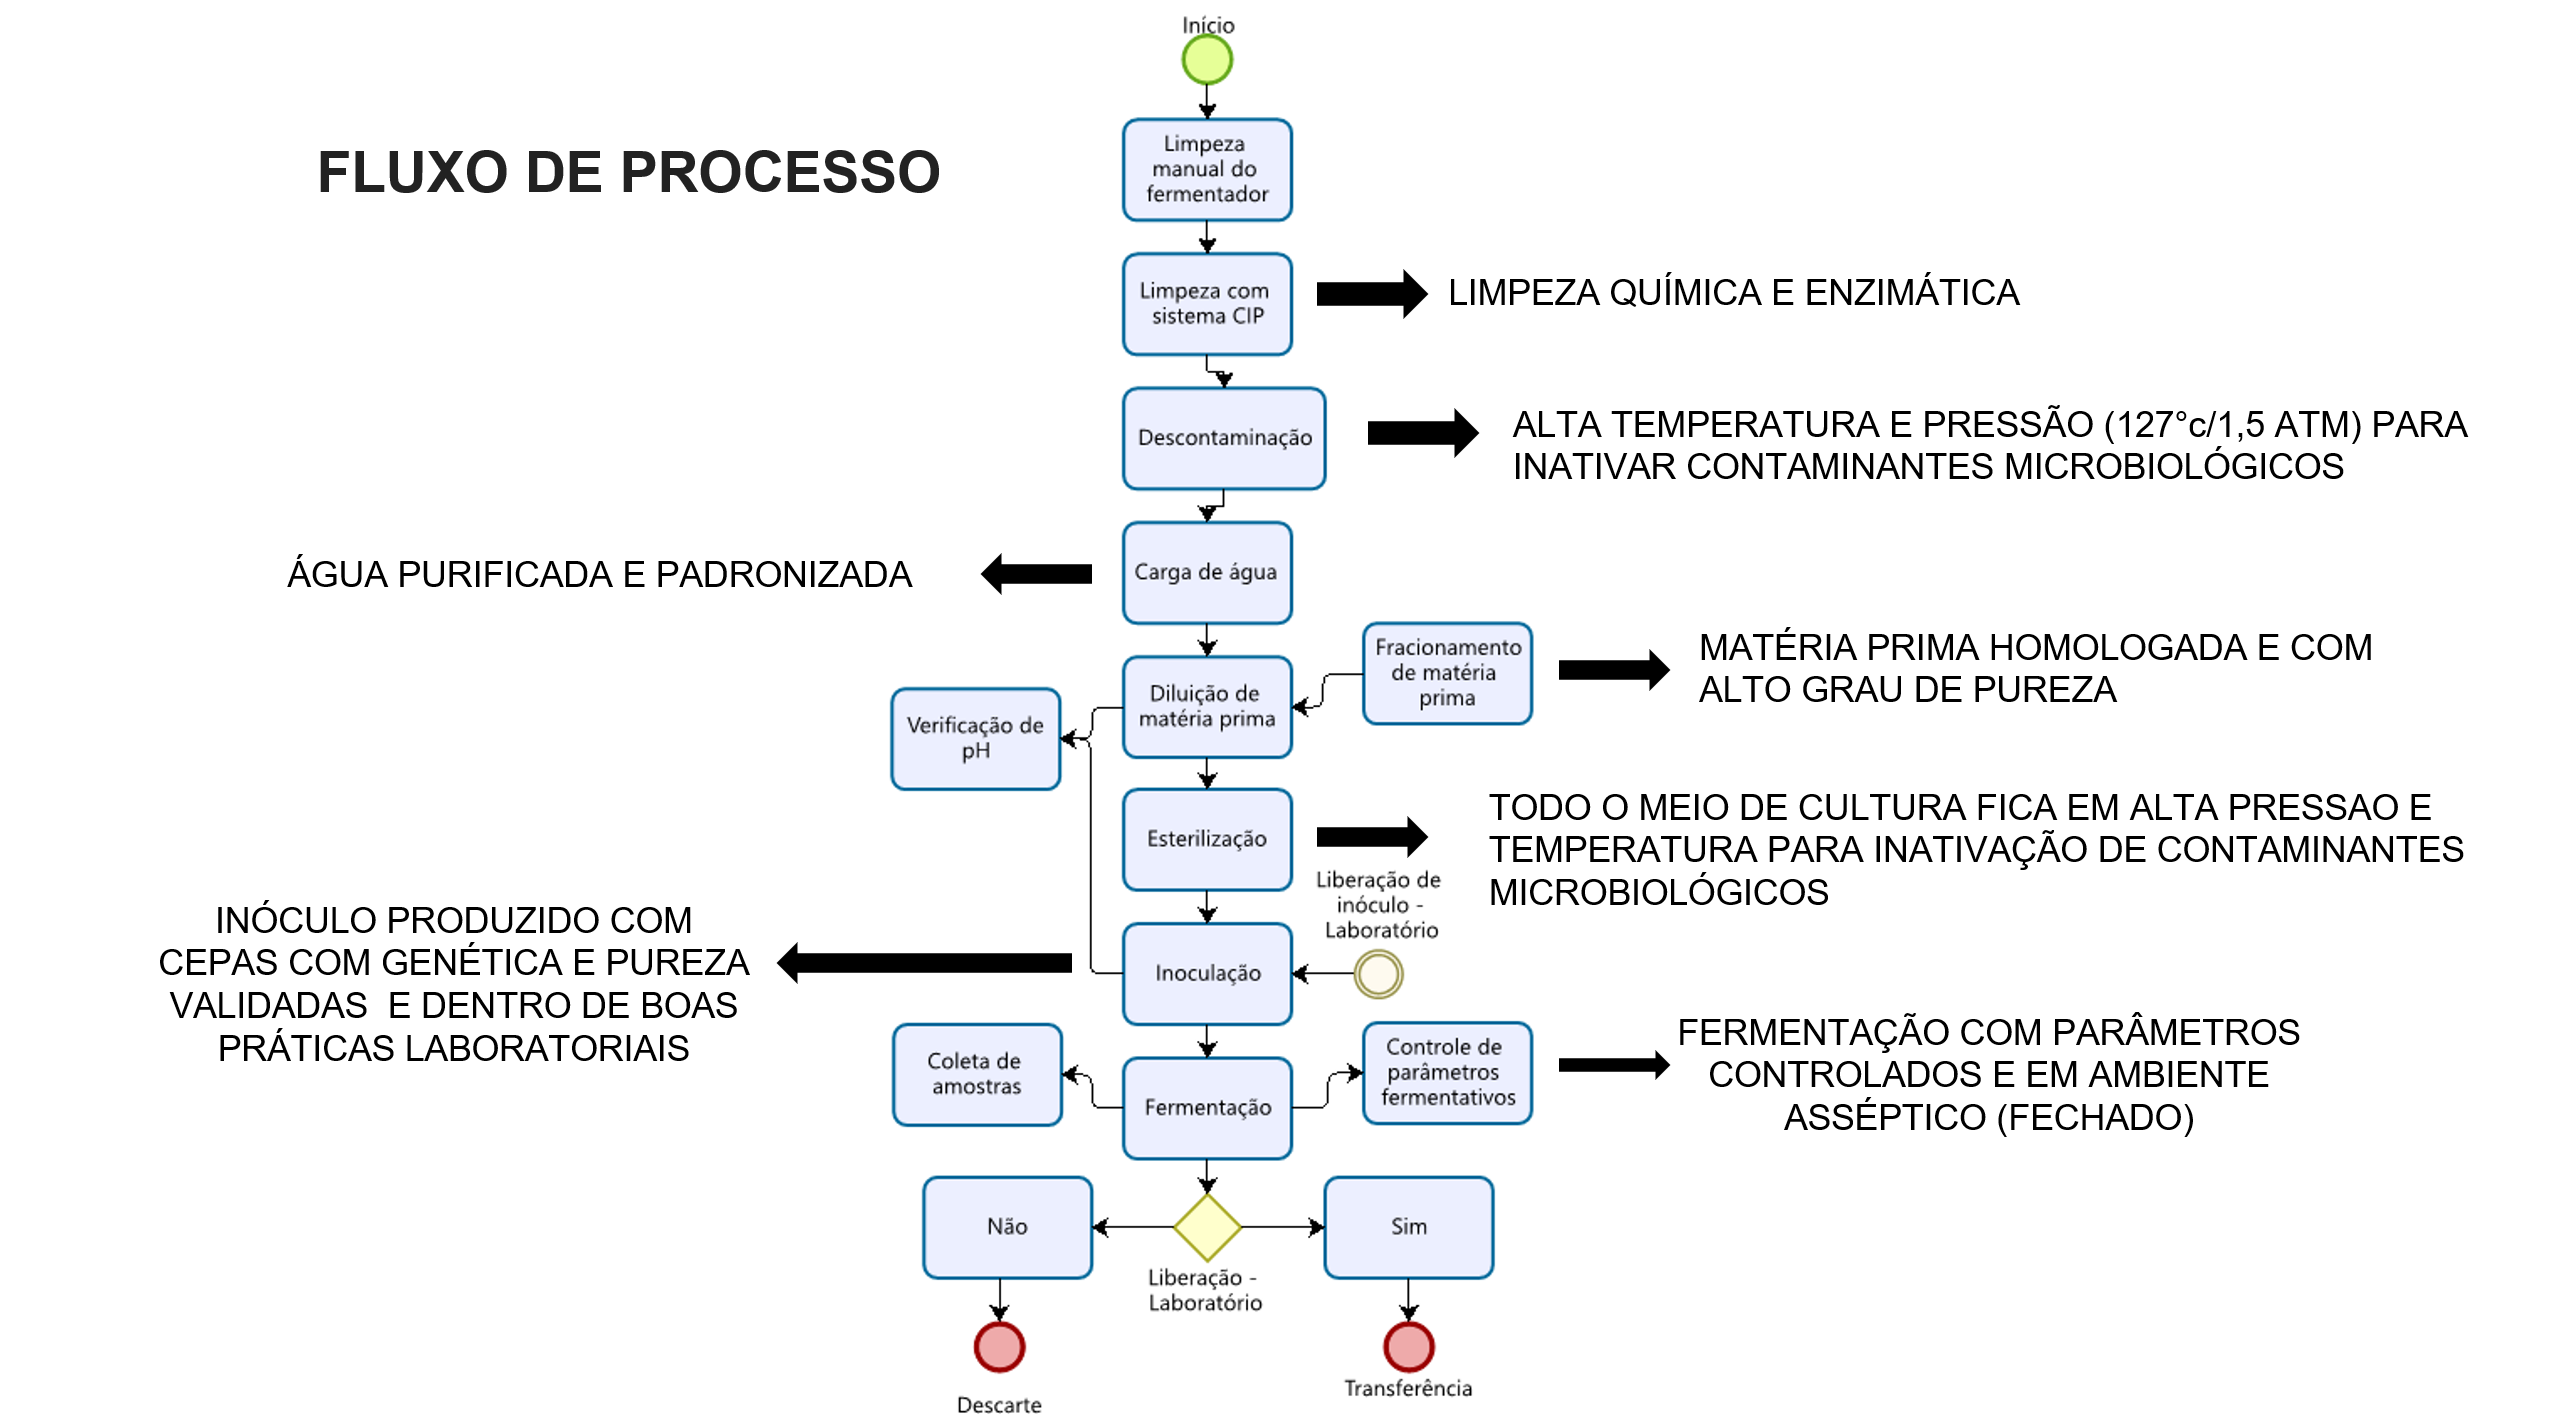 Início
FLUXO DE PROCESSO
Limpeza
manual do
fermentador
Limpeza com
sistema CIP
LIMPEZA QUÍMICA E ENZIMÁTICA
Descontaminação
ALTA TEMPERATURA E PRESSÃO (127°c/1,5 ATM) PARA
INATIVAR CONTAMINANTES MICROBIOLÓGICOS
ÁGUA PURIFICADA E PADRONIZADA
Carga de água
Fracionamento
de matéria
prima
MATÉRIA PRIMA HOMOLOGADA E COM
ALTO GRAU DE PUREZA
Diluição de
matéria prima
Verificação de
pH
Esterilização
TODO O MEIO DE CULTURA FICA EM ALTA PRESSAO E
TEMPERATURA PARA INATIVAÇÃO DE CONTAMINANTES
MICROBIOLÓGICOS
Liberação de
inóculo -
Laboratório
INÓCULO PRODUZIDO COM
CEPAS COM GENÉTICA E PUREZA
VALIDADAS  E DENTRO DE BOAS
PRÁTICAS LABORATORIAIS
Inoculação
Coleta de
amostras
Fermentação
Controle de
parâmetros
fermentativos
FERMENTAÇÃO COM PARÂMETROS
CONTROLADOS E EM AMBIENTE
ASSÉPTICO (FECHADO)
Não
Sim
Liberação -
Laboratório
Descarte
Transferência